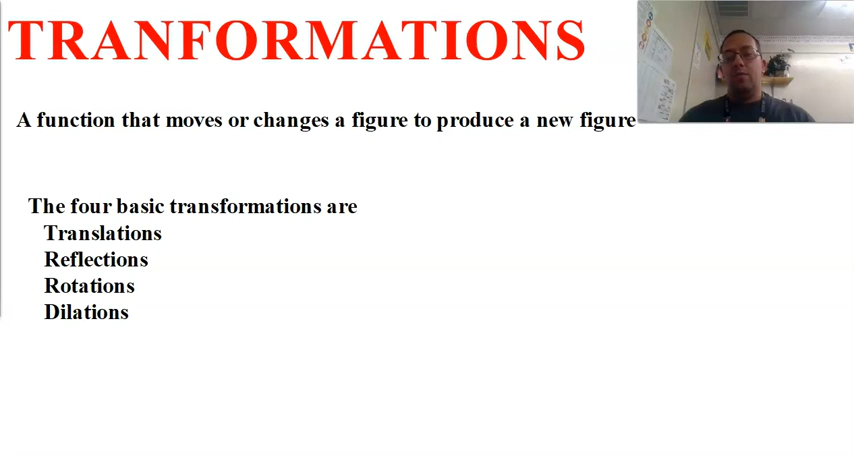 TRANFORMATIONS
A function that moves or changes a figure to produce a new figure
The four basic transformations are
Translations
Reflections
Rotations
Dilations